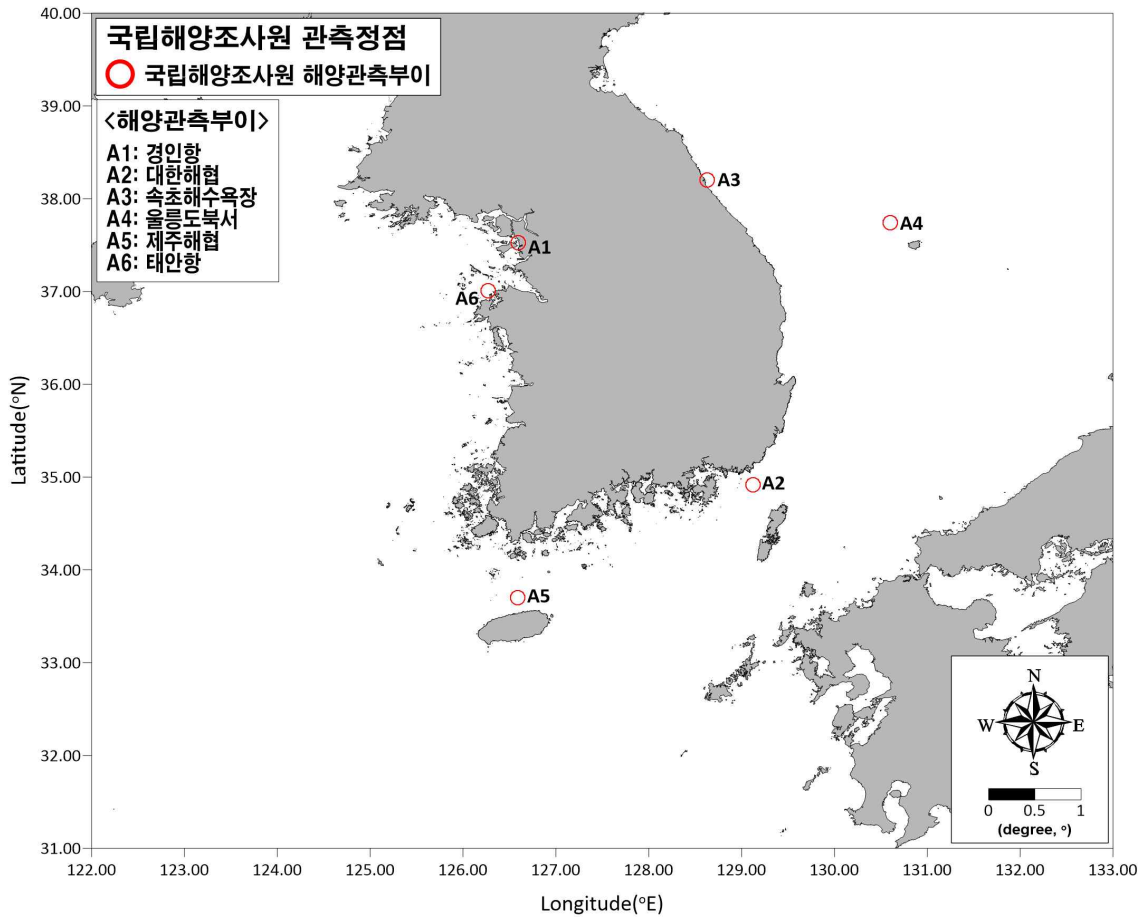 국립해양조사원 관측정점
국립해양조사원 해양관측부이
<해양관측부이>
A1: 경인항
A2: 대한해협
A3: 속초해수욕장
A4: 울릉도북서
A5: 제주해협
A6: 태안항
40.00
39.00
38.00
37.00
36.00
35.00
34.00
33.00
32.00
31.00
Latitude(°N)
A3
A4
A1
A6
A2
A5
N
W E
S
0 0.5 1
(degree, °)
122.00 123.00 124.00 125.00 126.00 127.00 128.00 129.00 130.00 131.00 132.00 133.00
Longitude(°E)